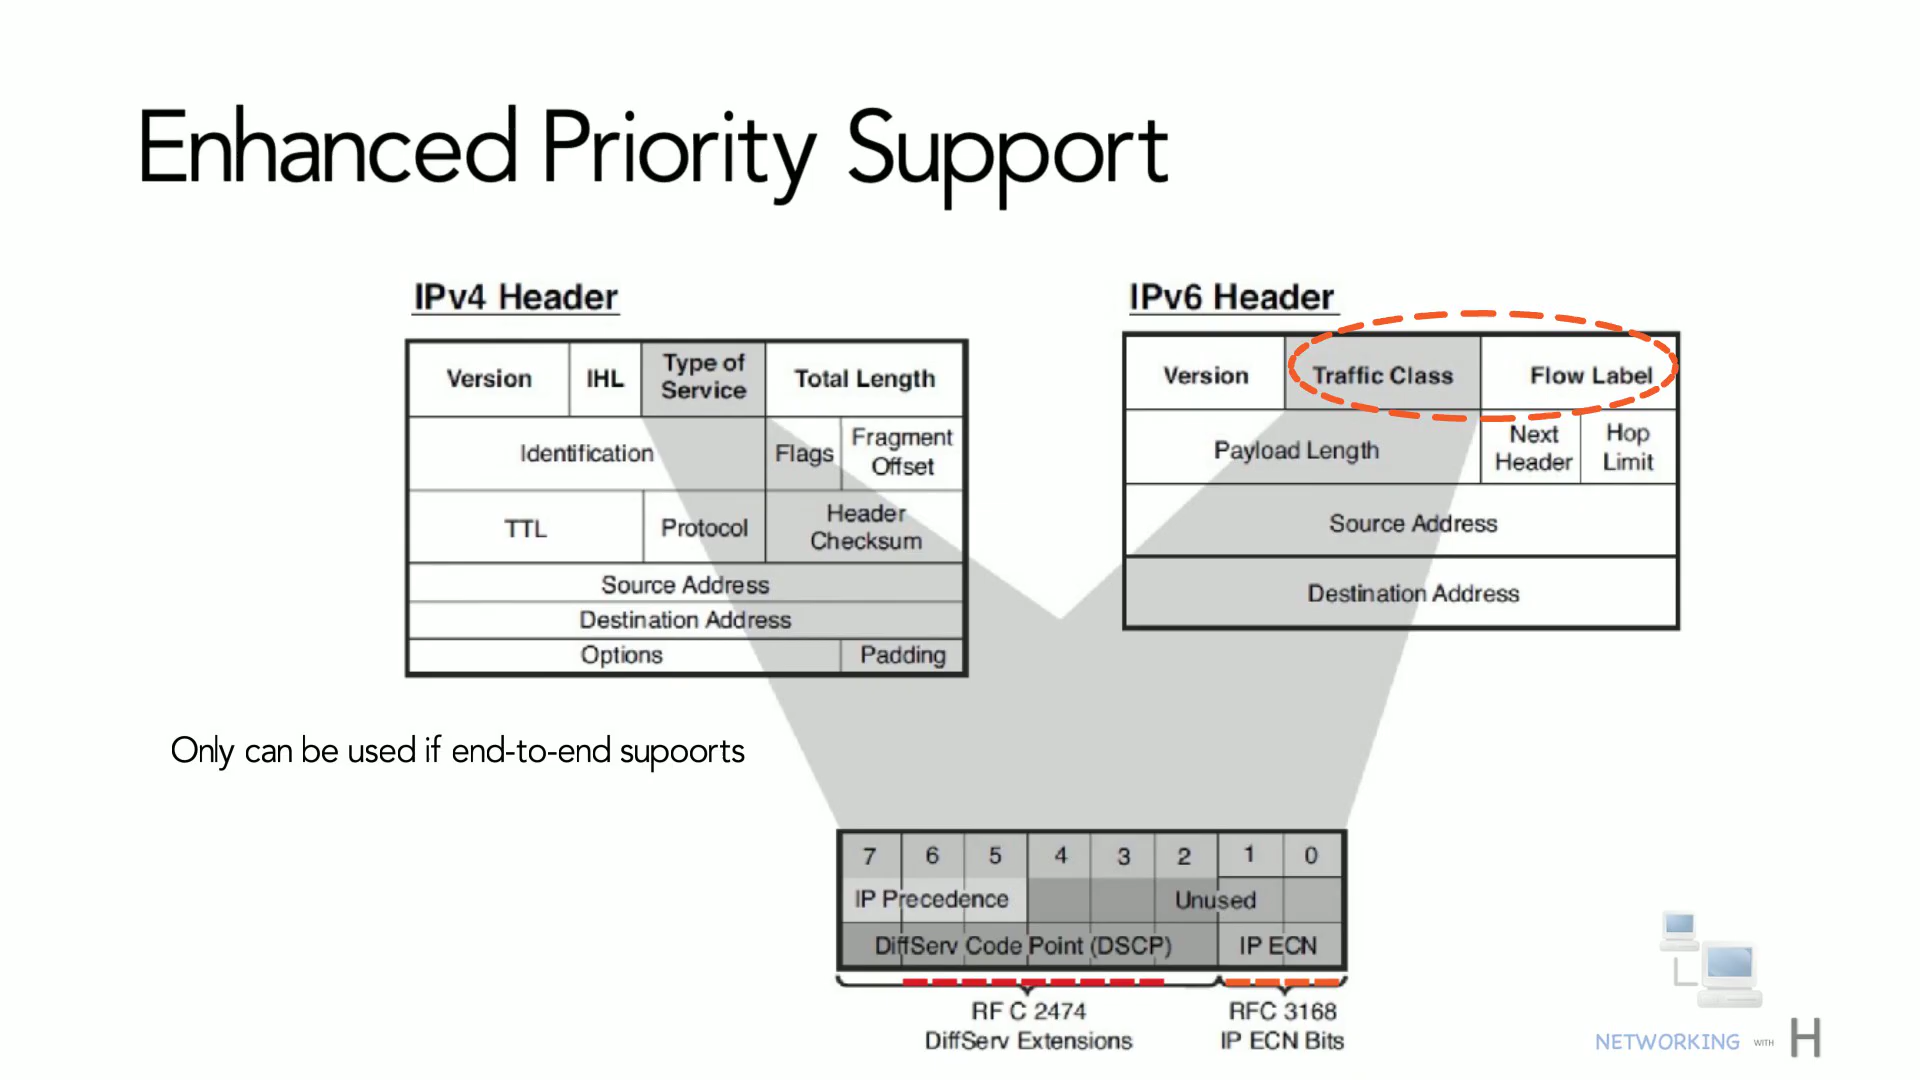 Enhanced Priority Support
IPv4 Header
Version IHL Type of Service Total Length
Identification Flags Fragment Offset
TTL Protocol Header Checksum
Source Address
Destination Address
Options Padding
IPv6 Header
Version Traffic Class Flow Label
Payload Length Next Header Hop Limit
Source Address
Destination Address
Only can be used if end-to-end supoorts
7 6 5 4 3 2 1 0
IP Precedence Unused
DiffServ Code Point (DSCP) IP ECN
RF C 2474
DiffServ Extensions
RFC 3168
IP ECN Bits
NETWORKING WITH H